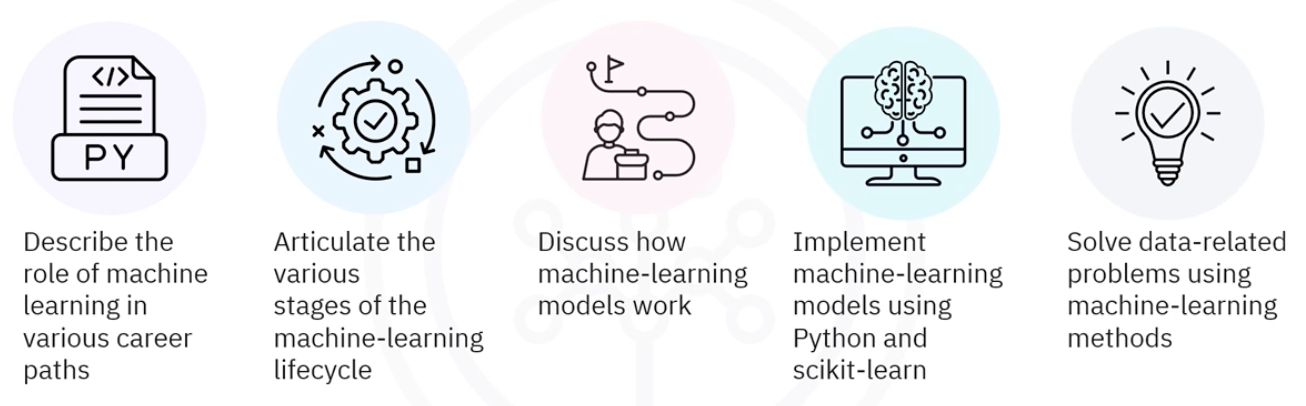 </>
PY
Describe the
role of machine
learning in
various career
paths
Articulate the
various
stages of the
machine-learning
lifecycle
Discuss how
machine-learning
models work
Implement
machine-learning
models using
Python and
scikit-learn
Solve data-related
problems using
machine-learning
methods